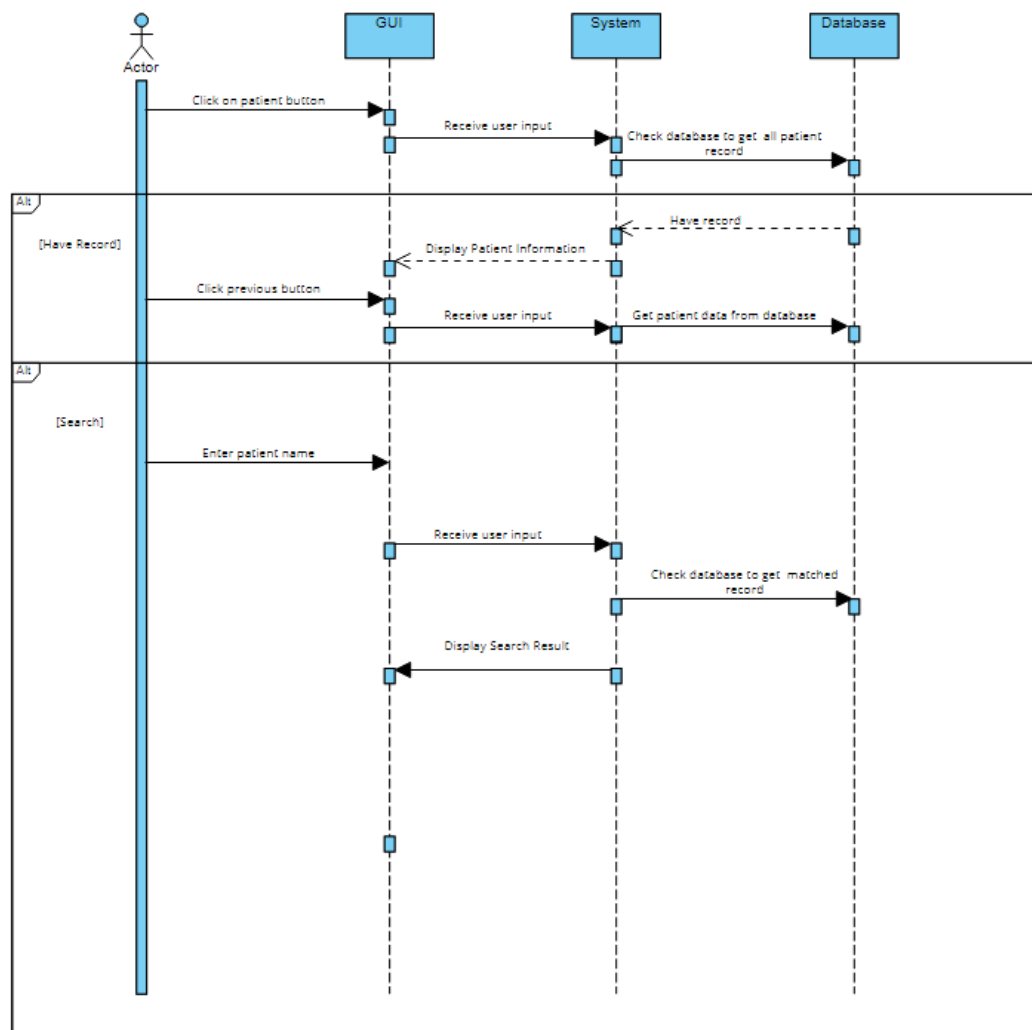 GUI
System
Database
Actor
Click on patient button
Receive user input
Check database to get all patient
record
Alt
Have record
[Have Record]
Display Patient Information
Click previous button
Receive user input
Get patient data from database
Alt
[Search]
Enter patient name
Receive user input
Check database to get matched
record
Display Search Result